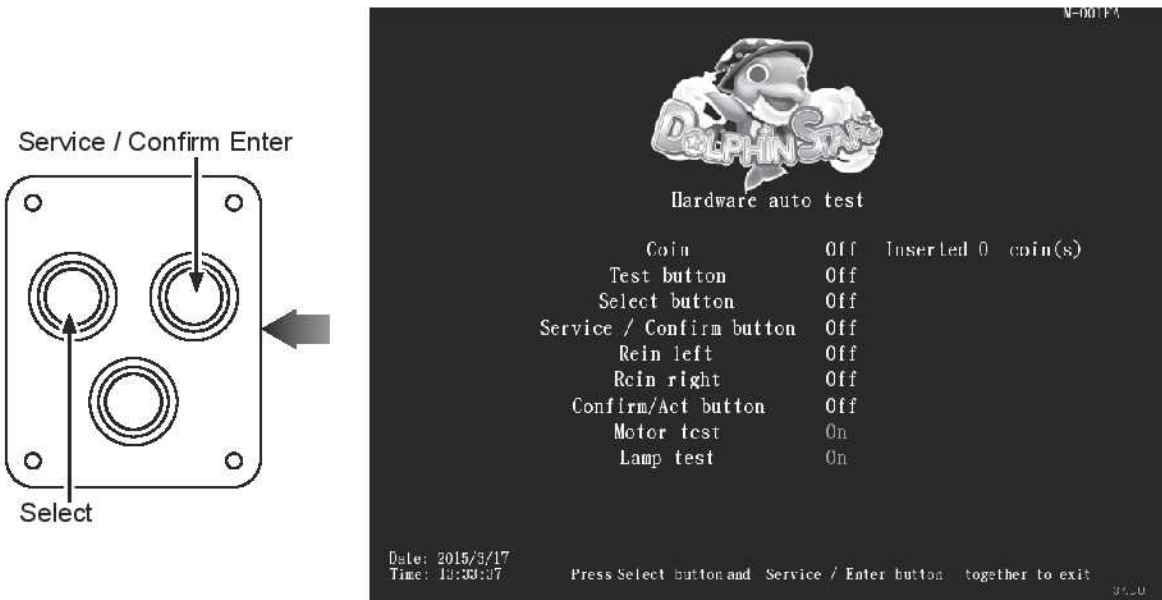 Service / Confirm Enter
Select
DOLPHIN STAR
Hardware auto test
Coin Off Inserted 0 coin(s)
Test button Off
Select button Off
Service / Confirm button Off
Rein left Off
Rein right Off
Confirm/Act button Off
Motor test On
Lamp test On
Date: 2015/3/17
Time: 13:33:37 Press Select button and Service / Enter button together to exit